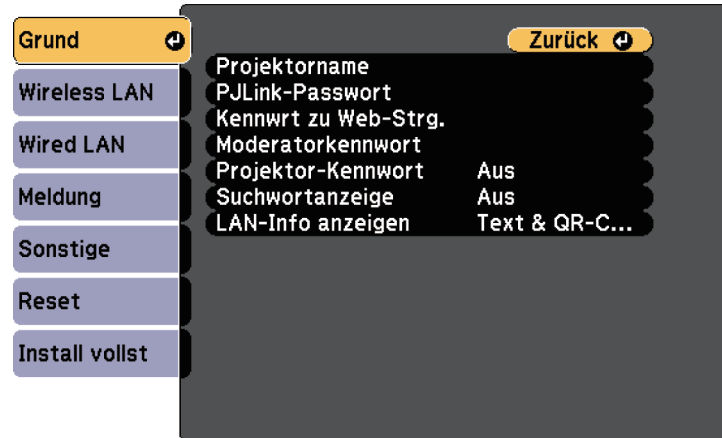 Grund
Wireless LAN
Wired LAN
Meldung
Sonstige
Reset
Install vollst
Zurück
Projektorname
PJLink-Passwort
Kennwrt zu Web-Strg.
Moderatorkennwort
Projektor-Kennwort Aus
Suchwortanzeige Aus
LAN-Info anzeigen Text & QR-C...